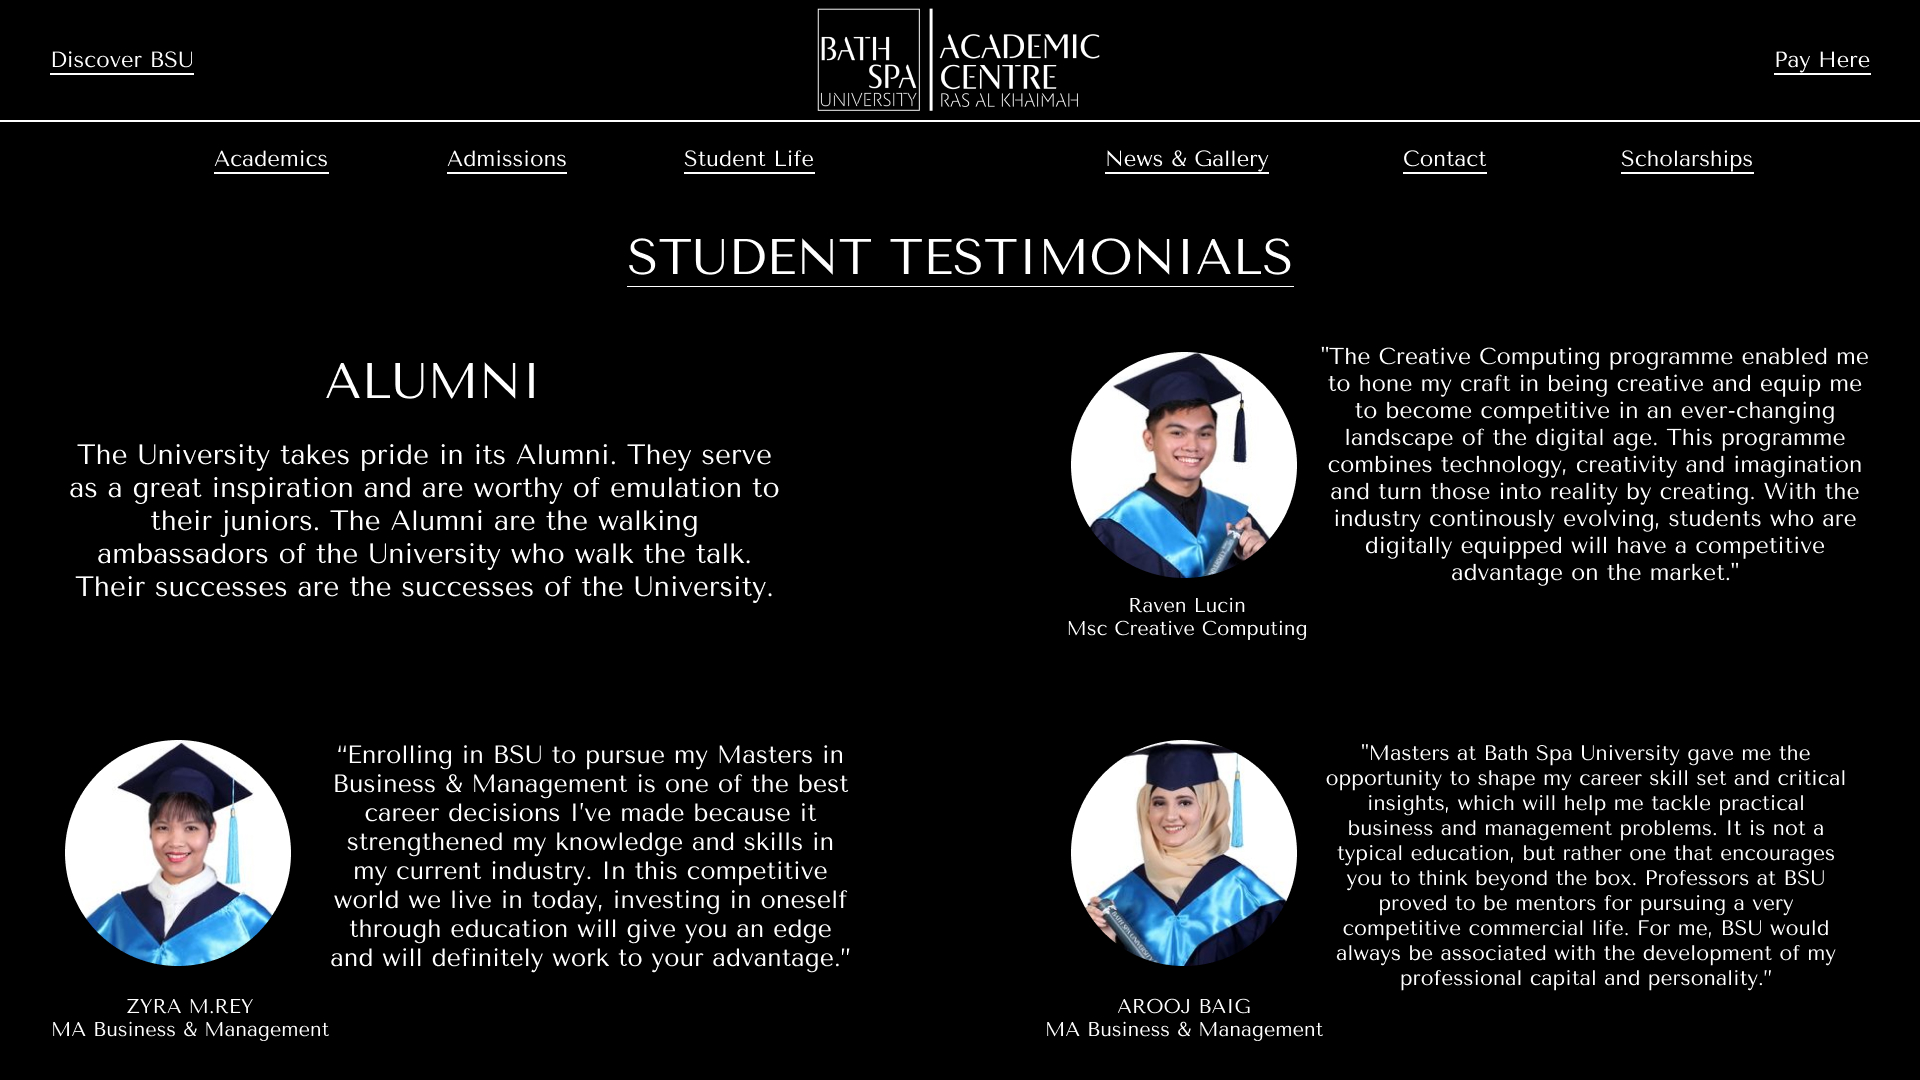 Discover BSU
BATH
SPA
UNIVERSITY
ACADEMIC
CENTRE
RAS AL KHAIMAH
Pay Here
Academics
Admissions
Student Life
News & Gallery
Contact
Scholarships
STUDENT TESTIMONIALS
ALUMNI
The University takes pride in its Alumni. They serve
as a great inspiration and are worthy of emulation to
their juniors. The Alumni are the walking
ambassadors of the University who walk the talk.
Their successes are the successes of the University.
"The Creative Computing programme enabled me
to hone my craft in being creative and equip me
to become competitive in an ever-changing
landscape of the digital age. This programme
combines technology, creativity and imagination
and turn those into reality by creating. With the
industry continously evolving, students who are
digitally equipped will have a competitive
advantage on the market."
Raven Lucin
Msc Creative Computing
“Enrolling in BSU to pursue my Masters in
Business & Management is one of the best
career decisions I’ve made because it
strengthened my knowledge and skills in
my current industry. In this competitive
world we live in today, investing in oneself
through education will give you an edge
and will definitely work to your advantage.”
ZYRA M.REY
MA Business & Management
"Masters at Bath Spa University gave me the
opportunity to shape my career skill set and critical
insights, which will help me tackle practical
business and management problems. It is not a
typical education, but rather one that encourages
you to think beyond the box. Professors at BSU
proved to be mentors for pursuing a very
competitive commercial life. For me, BSU would
always be associated with the development of my
professional capital and personality.”
AROOJ BAIG
MA Business & Management